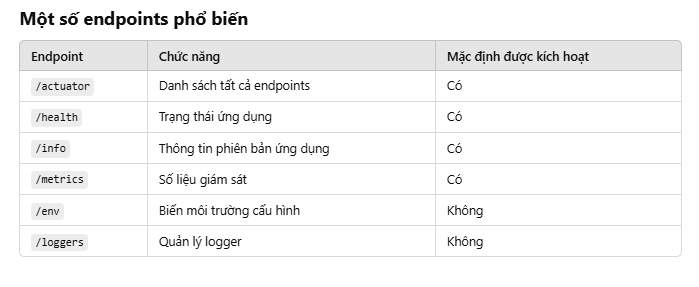 Một số endpoints phổ biến
Endpoint Chức năng Mặc định được kích hoạt
/actuator Danh sách tất cả endpoints Có
/health Trạng thái ứng dụng Có
/info Thông tin phiên bản ứng dụng Có
/metrics Số liệu giám sát Có
/env Biến môi trường cấu hình Không
/loggers Quản lý logger Không